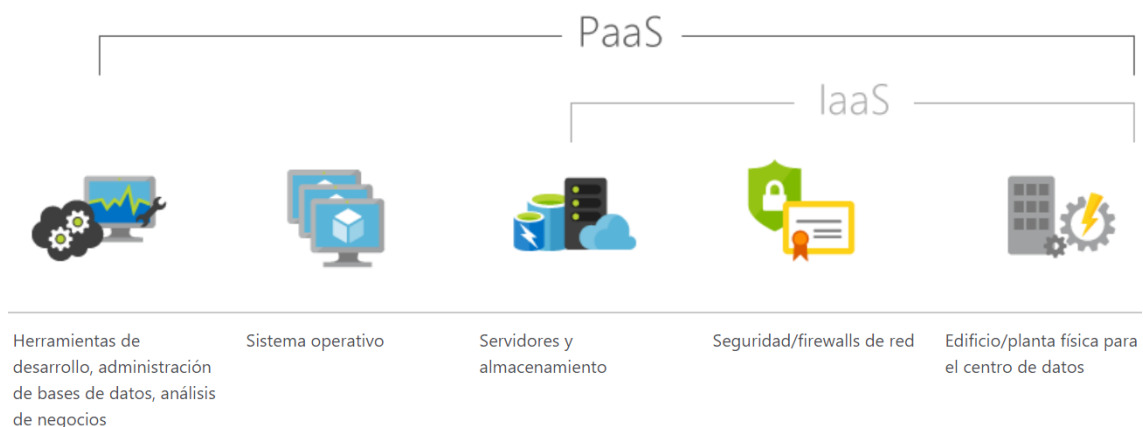 PaaS
IaaS
Herramientas de
desarrollo, administración
de bases de datos, análisis
de negocios
Sistema operativo
Servidores y
almacenamiento
Seguridad/firewalls de red
Edificio/planta física para
el centro de datos